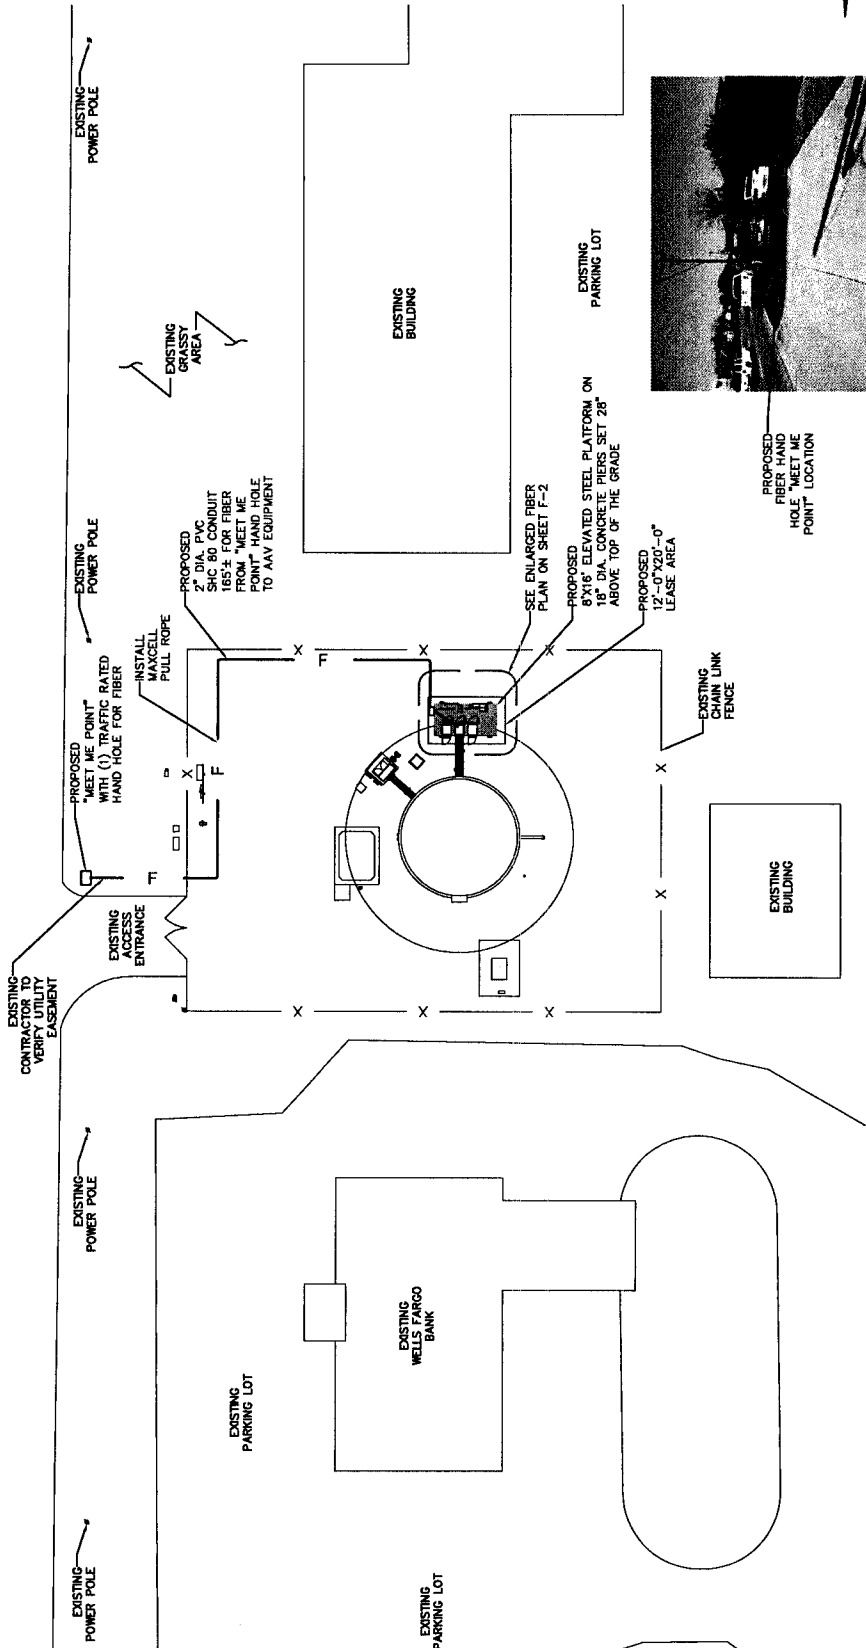 EXISTING
POWER POLE
EXISTING
GRASSY
AREA
EXISTING
BUILDING
EXISTING
PARKING LOT
PROPOSED
FIBER HAND
HOLE "MEET ME
POINT" LOCATION
EXISTING
POWER POLE
PROPOSED
2" DIA. PVC
SHC 80 CONDUIT
165'± FOR FIBER
FROM "MEET ME
POINT" HAND HOLE
TO AAV EQUIPMENT
SEE ENLARGED FIBER
PLAN ON SHEET F-2
PROPOSED
8'X16' ELEVATED STEEL PLATFORM ON
18" DIA. CONCRETE PIERS SET 28"
ABOVE TOP OF THE GRADE
PROPOSED
12'-0"X20'-0"
LEASE AREA
INSTALL
MAXCELL
PULL ROPE
PROPOSED
"MEET ME POINT"
WITH (1) TRAFFIC RATED
HAND HOLE FOR FIBER
X
F
X
X
X
F
F
X
X
X
X
X
EXISTING
CHAIN LINK
FENCE
EXISTING
BUILDING
EXISTING
ACCESS
ENTRANCE
EXISTING
CONTRACTOR TO
VERIFY UTILITY
EASEMENT
EXISTING
POWER POLE
EXISTING
WELLS FARGO
BANK
EXISTING
PARKING LOT
EXISTING
POWER POLE
EXISTING
PARKING LOT